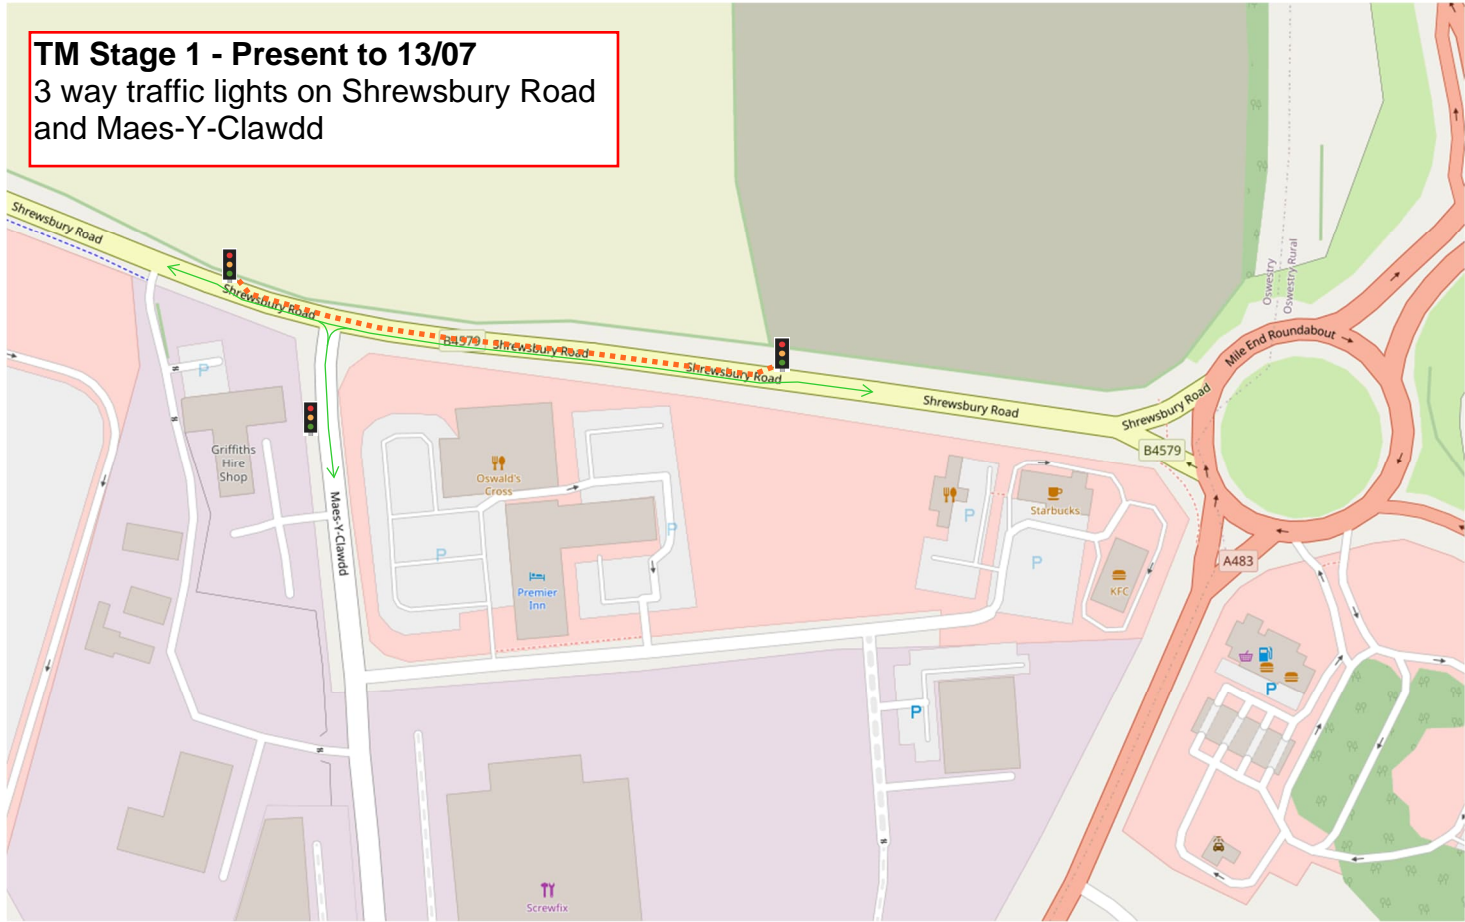 TM Stage 1 - Present to 13/07
3 way traffic lights on Shrewsbury Road
and Maes-Y-Clawdd
Shrewsbury Road
Shrewsbury Road
B4579
Shrewsbury Road
Shrewsbury Road
Shrewsbury Road
Shrewsbury Road
B4579
Mile End Roundabout
Oswestry
Oswestry Rural
A483
Maes-Y-Clawdd
Griffiths
Hire
Shop
P
Oswald's
Cross
P
P
Premier
Inn
P
Starbucks
P
KFC
P
P
Screwfix